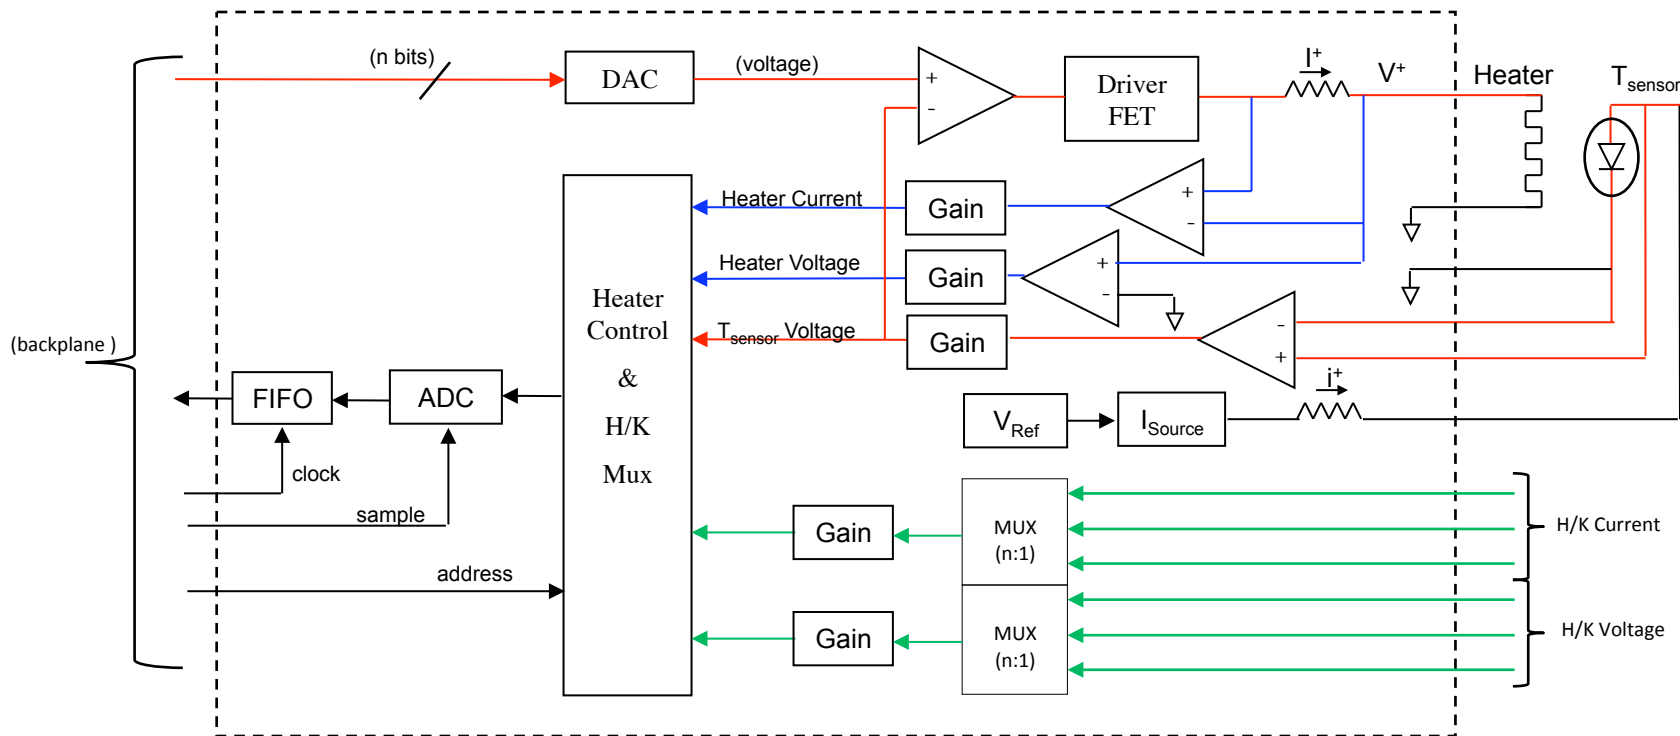 (n bits)
DAC
(voltage)
+
-
Driver
FET
I+
V+
Heater
Tsensor
Heater Current
Gain
+
-
Heater Voltage
Gain
+
-
Tsensor Voltage
Gain
-
+
(backplane )
Heater
Control
&
H/K
Mux
FIFO
ADC
VRef
ISource
i+
clock
sample
address
Gain
MUX
(n:1)
H/K Current
Gain
MUX
(n:1)
H/K Voltage